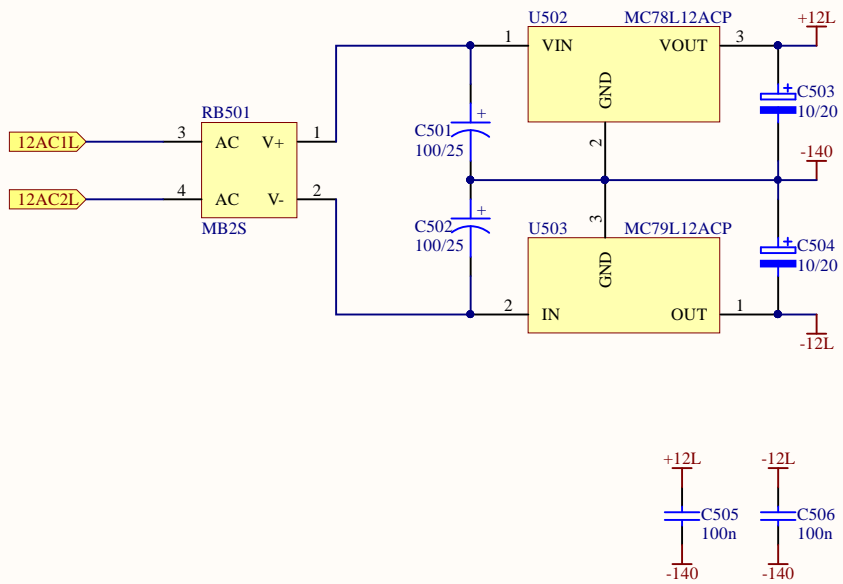 U502 MC78L12ACP
+12L
1 VIN VOUT 3
GND
2
C503
10/20
RB501
C501
100/25
12AC1L 3 AC V+ 1
-140
12AC2L 4 AC V- 2
MB2S
C502
100/25
U503 MC79L12ACP
3
GND
C504
10/20
2 IN OUT 1
-12L
+12L -12L
C505 C506
100n 100n
-140 -140